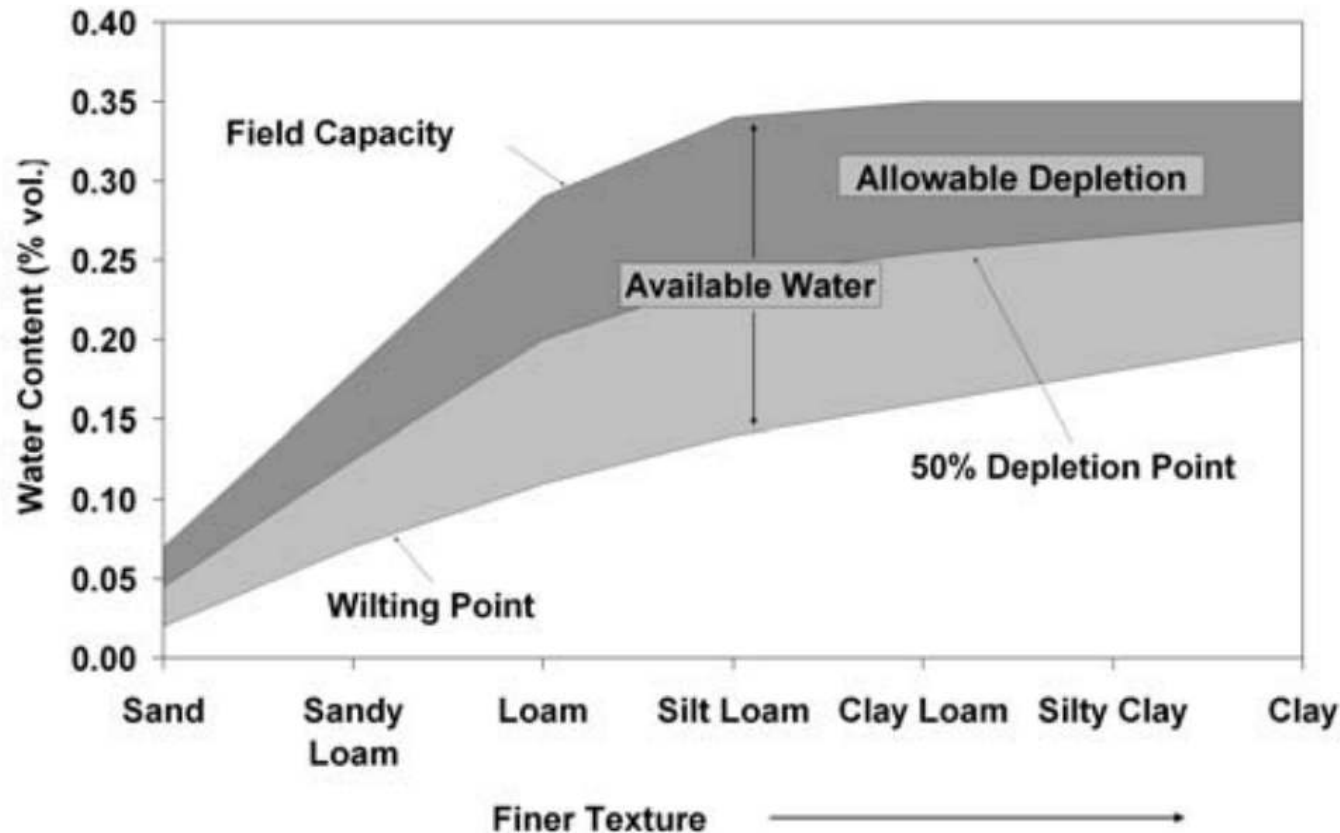 0.40
0.35
0.30
0.25
0.20
0.15
0.10
0.05
0.00
Water Content (% vol.)
Field Capacity
Allowable Depletion
Available Water
50% Depletion Point
Wilting Point
Sand
Sandy
Loam
Loam
Silt Loam
Clay Loam
Silty Clay
Clay
Finer Texture